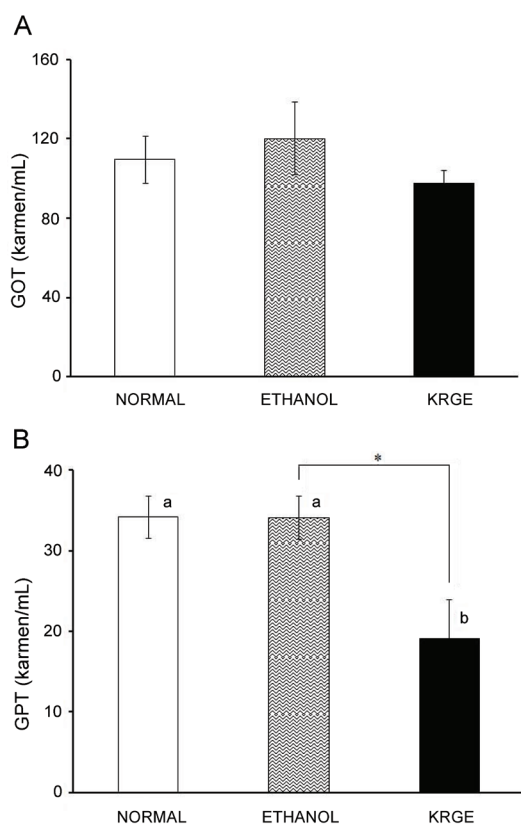 A
160
120
80
40
0
GOT (karmen/mL)
NORMAL ETHANOL KRGE
B
40
30
20
10
0
GPT (karmen/mL)
*
a a b
NORMAL ETHANOL KRGE